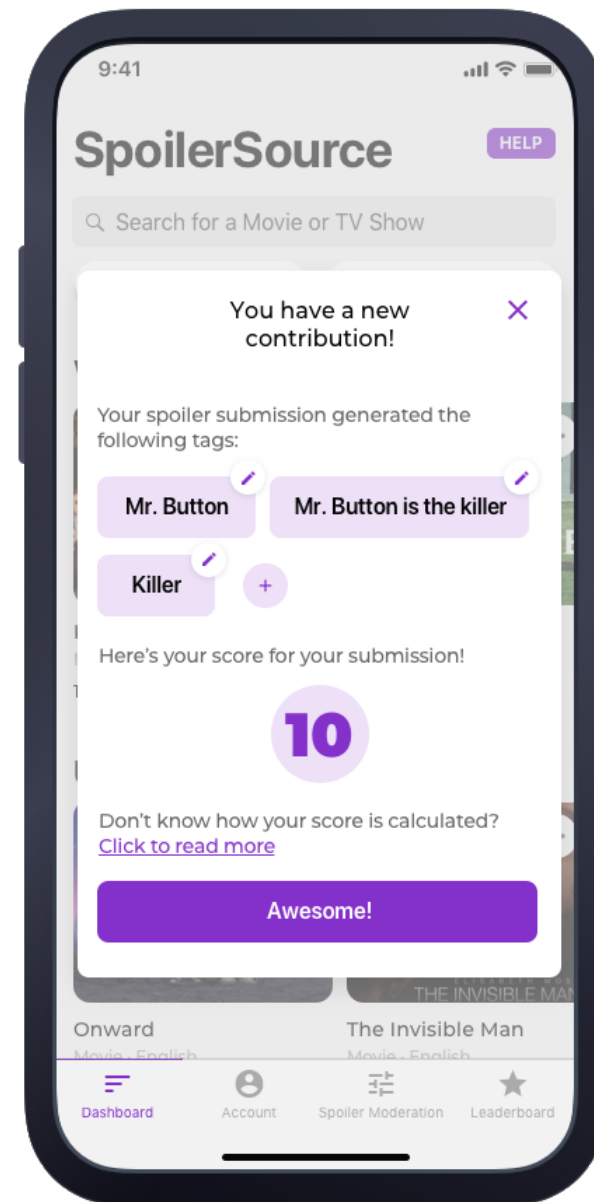 9:41
SpoilerSource
HELP
Search for a Movie or TV Show
You have a new
contribution!
Your spoiler submission generated the
following tags:
Mr. Button
Mr. Button is the killer
Killer
+
Here's your score for your submission!
10
Don't know how your score is calculated?
Click to read more
Awesome!
THE INVISIBLE MAN
Onward
The Invisible Man
Movie · English
Movie · English
Dashboard
Account
Spoiler Moderation
Leaderboard